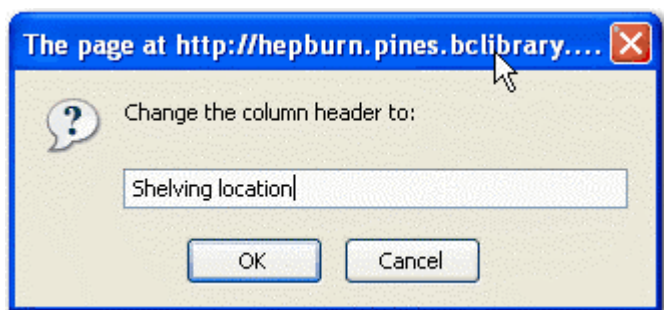 The page at http://hepburn.pines.bclibrary....
Change the column header to:
Shelving location
OK Cancel